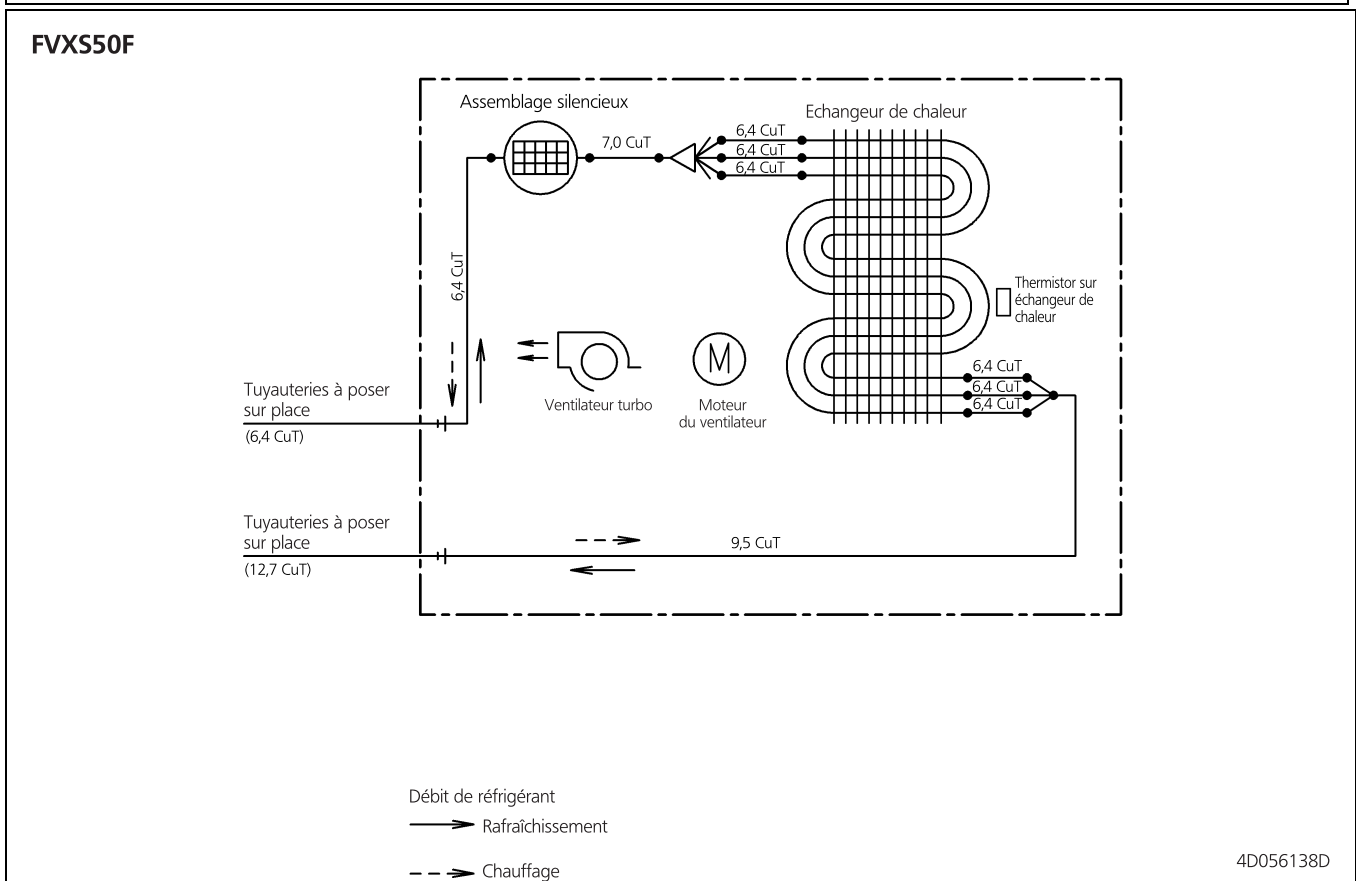 FVXS50F
Assemblage silencieux
Echangeur de chaleur
7,0 CuT
6,4 CuT
6,4 CuT
6,4 CuT
6,4 CuT
Thermistor sur
échangeur de
chaleur
6,4 CuT
6,4 CuT
6,4 CuT
M
Ventilateur turbo
Moteur
du ventilateur
Tuyauteries à poser
sur place
(6,4 CuT)
Tuyauteries à poser
sur place
(12,7 CuT)
9,5 CuT
Débit de réfrigérant
Rafraîchissement
Chauffage
4D056138D